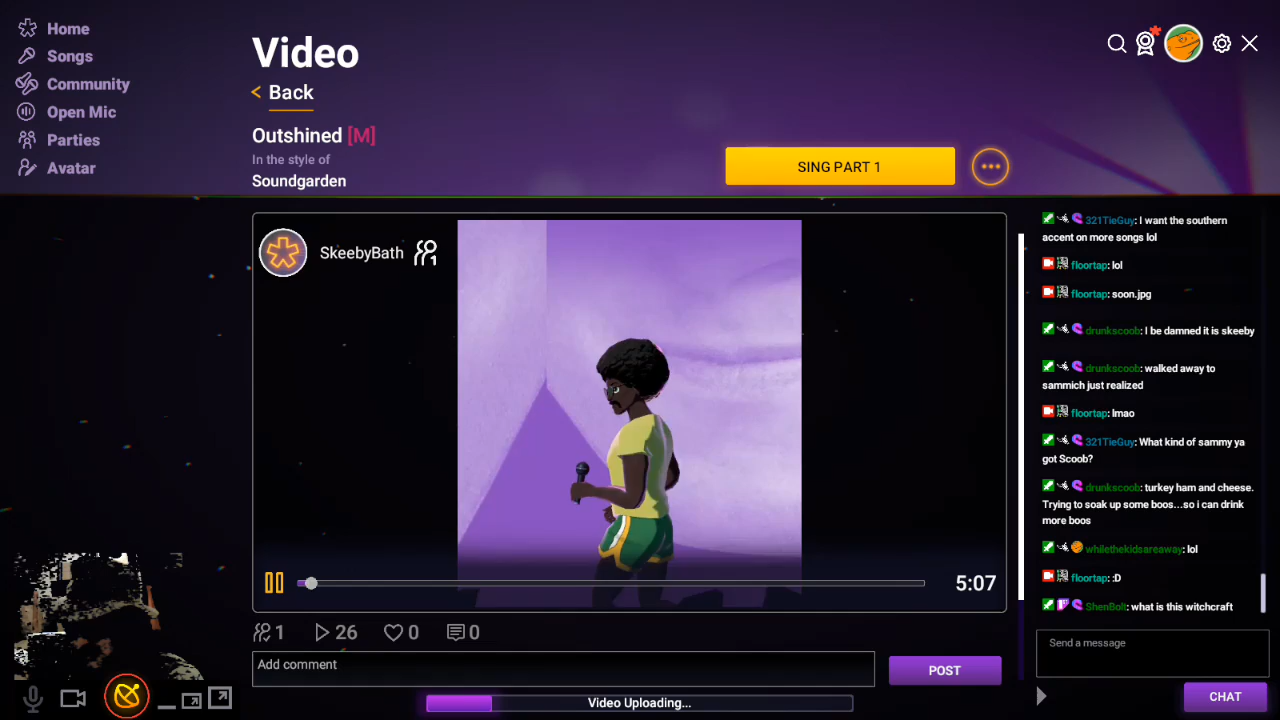 Home
Songs
Community
Open Mic
Parties
Avatar
Video
< Back
Outshined [M]
In the style of
Soundgarden
SING PART 1
SkeebyBath
5:07
1
26
0
0
Add comment
POST
Video Uploading...
321TieGuy: I want the southern
accent on more songs lol
floortap: lol
floortap: soon.jpg
drunkscoob: I be damned it is skeeby
drunkscoob: walked away to
sammich just realized
floortap: lmao
321TieGuy: What kind of sammy ya
got Scoob?
drunkscoob: turkey ham and cheese.
Trying to soak up some boos...so i can drink
more boos
whilethekidsareaway: lol
floortap: :D
ShenBolt: what is this witchcraft
Send a message
CHAT